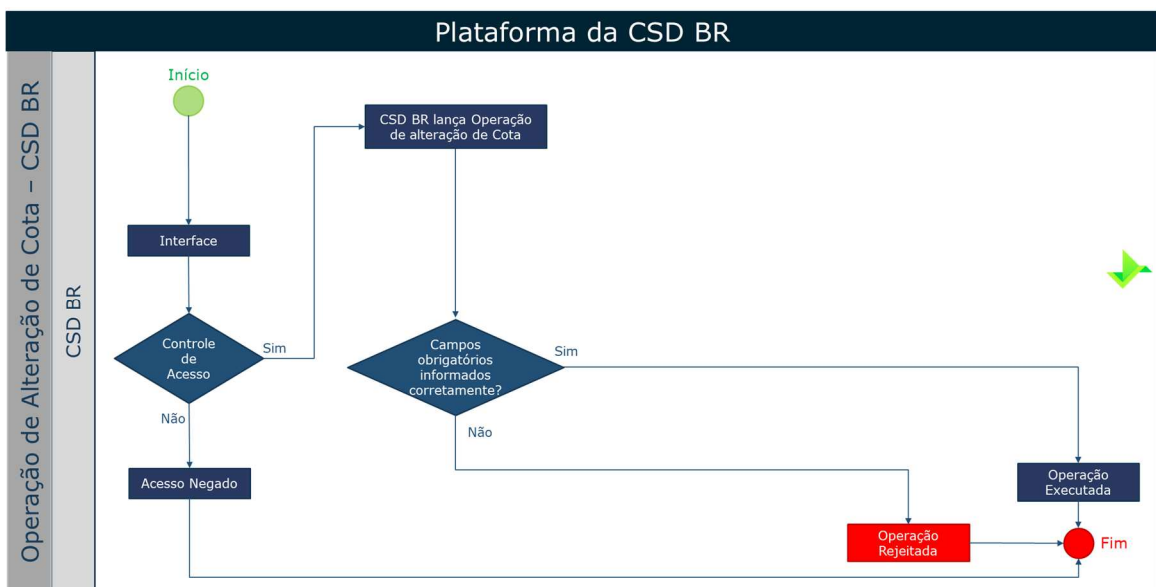 Plataforma da CSD BR
Operação de Alteração de Cota – CSD BR
CSD BR
Início
CSD BR lança Operação
de alteração de Cota
Interface
Controle
de
Acesso
Sim
Campos
obrigatórios
informados
corretamente?
Sim
Não
Não
Acesso Negado
Operação
Executada
Operação
Rejeitada
Fim